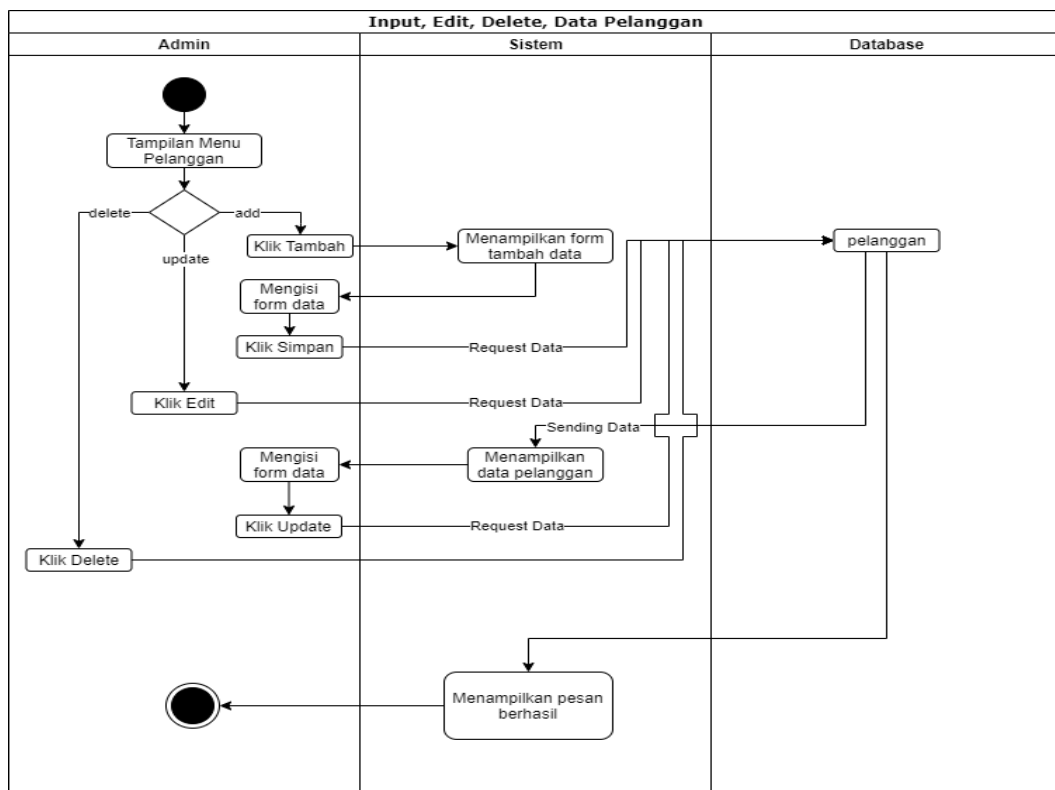 Input, Edit, Delete, Data Pelanggan
Admin
Sistem
Database
Tampilan Menu
Pelanggan
delete
add
update
Klik Tambah
Menampilkan form
tambah data
pelanggan
Mengisi
form data
Klik Simpan
Request Data
Klik Edit
Request Data
Sending Data
Mengisi
form data
Menampilkan
data pelanggan
Klik Update
Request Data
Klik Delete
Menampilkan pesan
berhasil